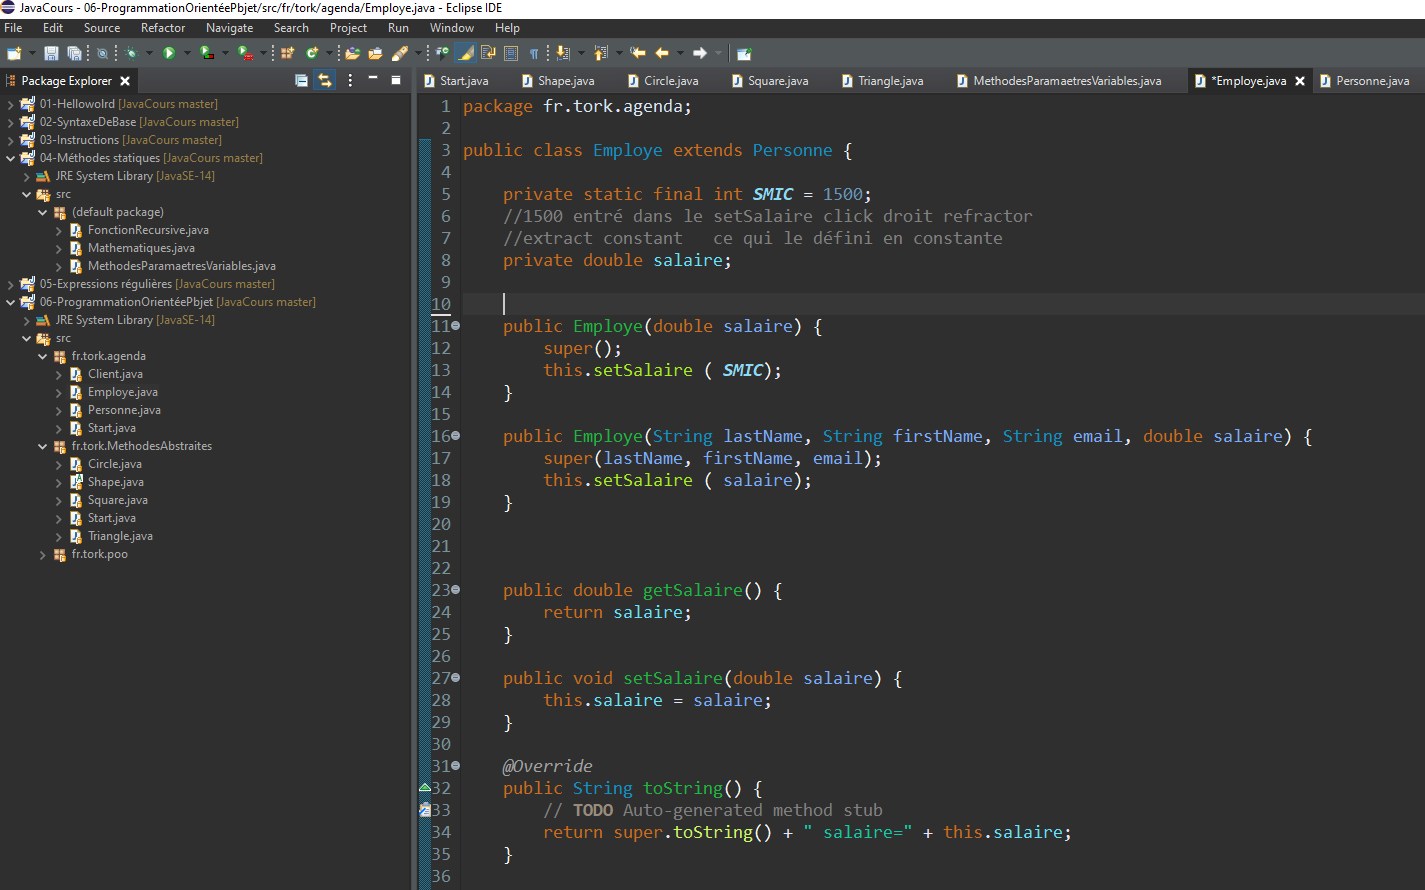 JavaCours - 06-ProgrammationOrientéePbjet/src/fr/tork/agenda/Employe.java - Eclipse IDE
File Edit Source Refactor Navigate Search Project Run Window Help
Package Explorer
01-Hellowolrd [JavaCours master]
02-SyntaxeDeBase [JavaCours master]
03-Instructions [JavaCours master]
04-Méthodes statiques [JavaCours master]
JRE System Library [JavaSE-14]
src
(default package)
FonctionRecursive.java
Mathematiques.java
MethodesParamaetresVariables.java
05-Expressions régulières [JavaCours master]
06-ProgrammationOrientéePbjet [JavaCours master]
JRE System Library [JavaSE-14]
src
fr.tork.agenda
Client.java
Employe.java
Personne.java
Start.java
fr.tork.MethodesAbstraites
Circle.java
Shape.java
Square.java
Start.java
Triangle.java
fr.tork.poo
Start.java Shape.java Circle.java Square.java Triangle.java MethodesParamaetresVariables.java *Employe.java Personne.java
1 package fr.tork.agenda;
2
3 public class Employe extends Personne {
4
5 private static final int SMIC = 1500;
6 //1500 entré dans le setSalaire click droit refractor
7 //extract constant   ce qui le défini en constante
8 private double salaire;
9
10
11 public Employe(double salaire) {
12 super();
13 this.setSalaire ( SMIC);
14 }
15
16 public Employe(String lastName, String firstName, String email, double salaire) {
17 super(lastName, firstName, email);
18 this.setSalaire ( salaire);
19 }
20
21
22
23 public double getSalaire() {
24 return salaire;
25 }
26
27 public void setSalaire(double salaire) {
28 this.salaire = salaire;
29 }
30
31 @Override
32 public String toString() {
33 // TODO Auto-generated method stub
34 return super.toString() + " salaire=" + this.salaire;
35 }
36